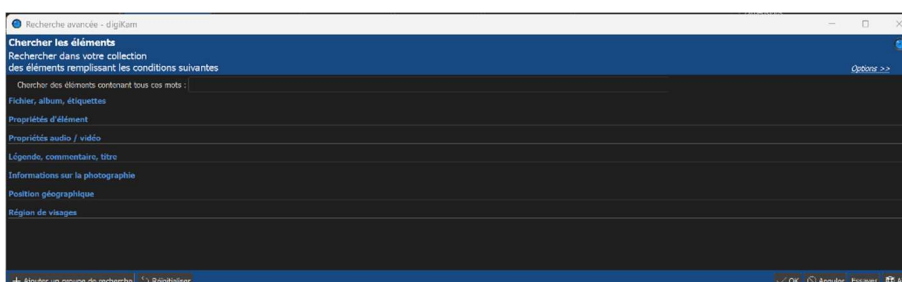 Recherche avancée - digiKam
Chercher les éléments
Rechercher dans votre collection
des éléments remplissant les conditions suivantes
Options >>
Chercher des éléments contenant tous ces mots :
Fichier, album, étiquettes
Propriétés d'élément
Propriétés audio / vidéo
Légende, commentaire, titre
Informations sur la photographie
Position géographique
Région de visages
Ajouter un groupe de recherche
Réinitialiser
OK
Annuler
Essayer